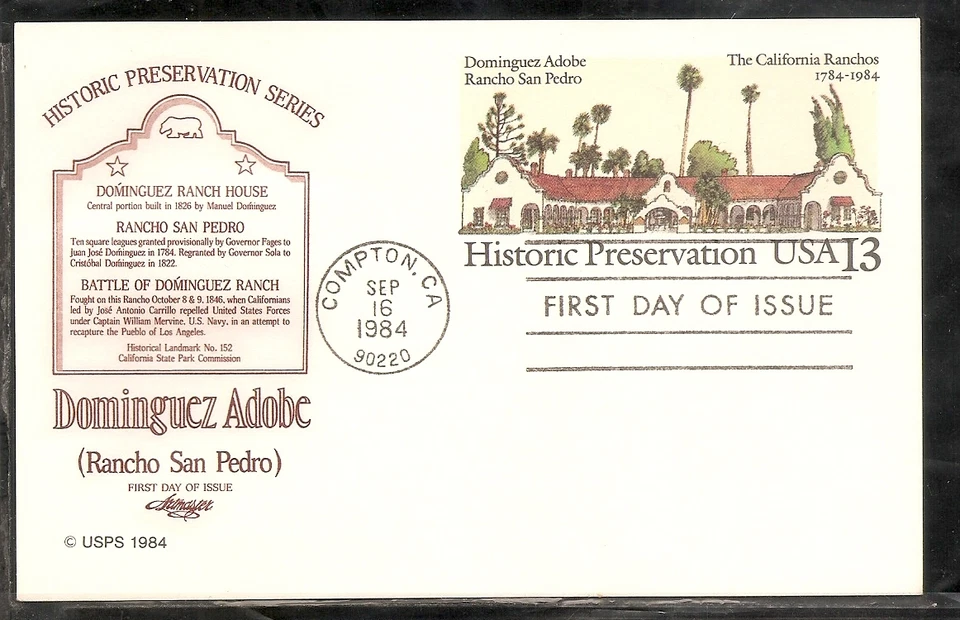 HISTORIC PRESERVATION SERIES
DOMINGUEZ RANCH HOUSE
Central portion built in 1826 by Manuel Dominguez
RANCHO SAN PEDRO
Ten square leagues granted provisionally by Governor Fages to
Juan José Dominguez in 1784. Regranted by Governor Sola to
Cristóbal Dominguez in 1822.
BATTLE OF DOMINGUEZ RANCH
Fought on this Rancho October 8 & 9, 1846, when Californians
led by José Antonio Carrillo repelled United States Forces
under Captain William Mervine, U.S. Navy, in an attempt to
recapture the Pueblo of Los Angeles.
Historical Landmark No. 152
California State Park Commission
Dominguez Adobe
(Rancho San Pedro)
FIRST DAY OF ISSUE
Artmaster
© USPS 1984
COMPTON, CA
SEP
16
1984
90220
Dominguez Adobe
Rancho San Pedro
The California Ranchos
1784-1984
Historic Preservation USA 13
FIRST DAY OF ISSUE